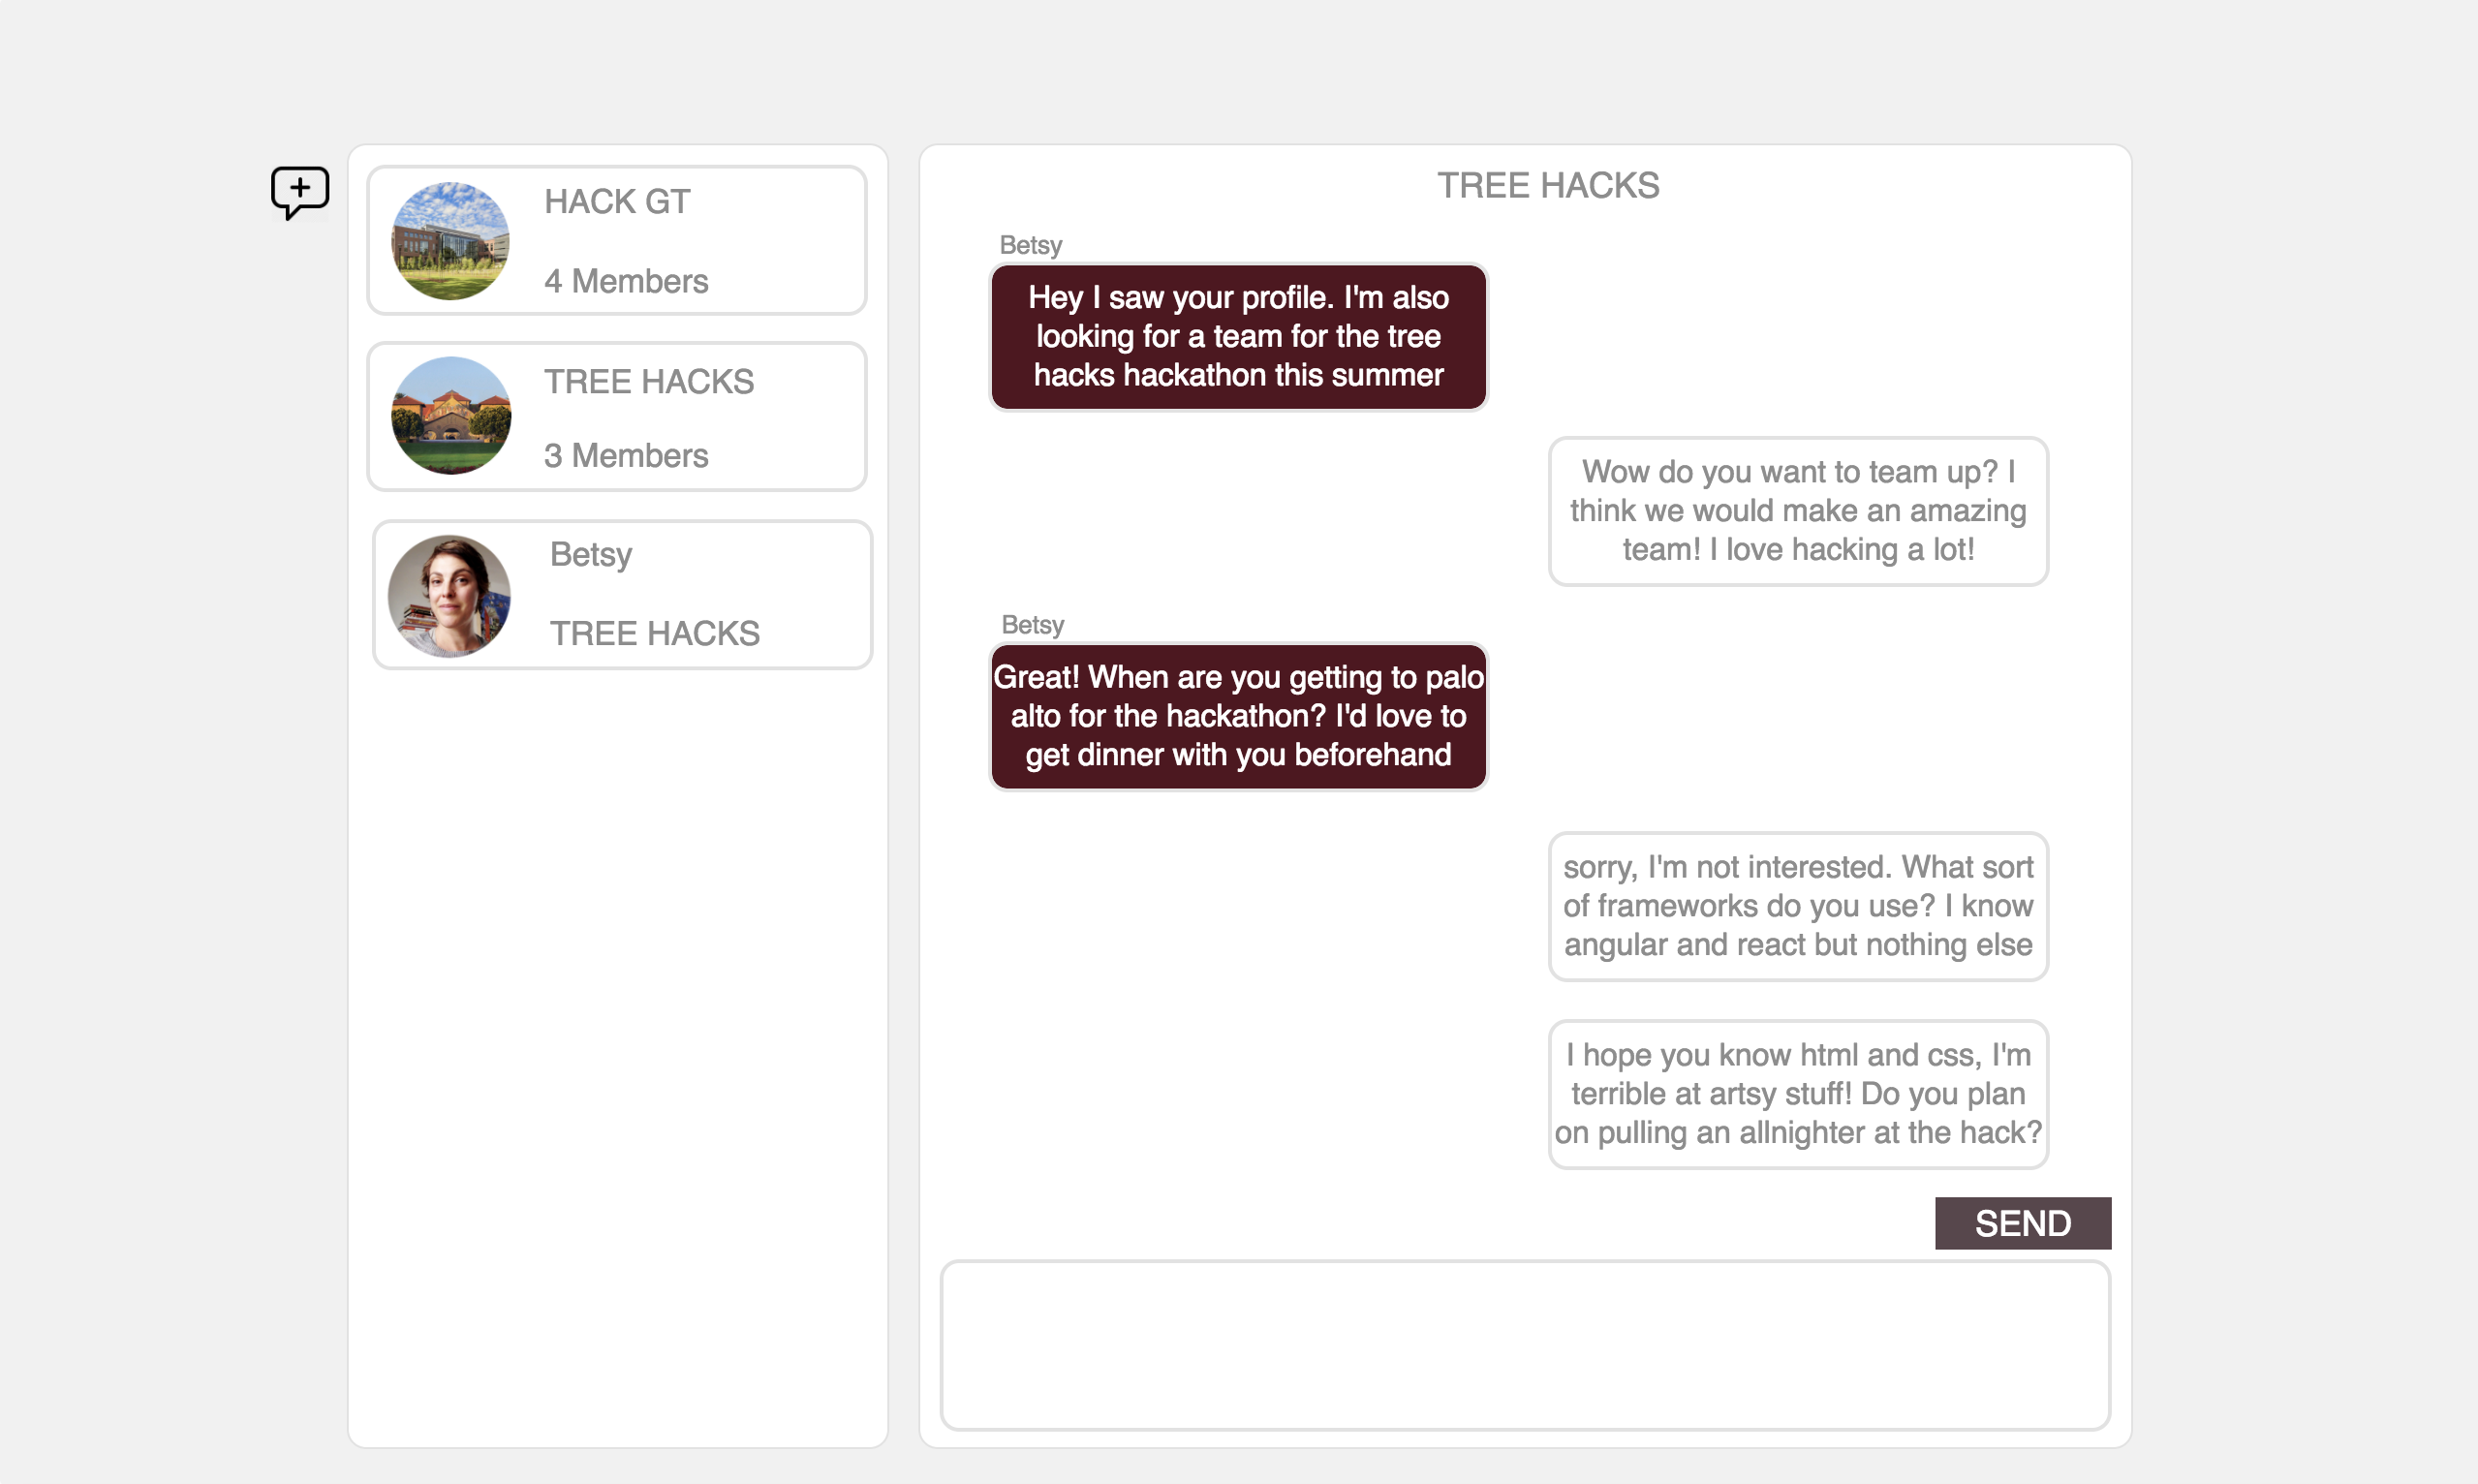 HACK GT
4 Members
TREE HACKS
3 Members
Betsy
TREE HACKS
TREE HACKS
Betsy
Hey I saw your profile. I'm also
looking for a team for the tree
hacks hackathon this summer
Wow do you want to team up? I
think we would make an amazing
team! I love hacking a lot!
Betsy
Great! When are you getting to palo
alto for the hackathon? I'd love to
get dinner with you beforehand
sorry, I'm not interested. What sort
of frameworks do you use? I know
angular and react but nothing else
I hope you know html and css, I'm
terrible at artsy stuff! Do you plan
on pulling an allnighter at the hack?
SEND